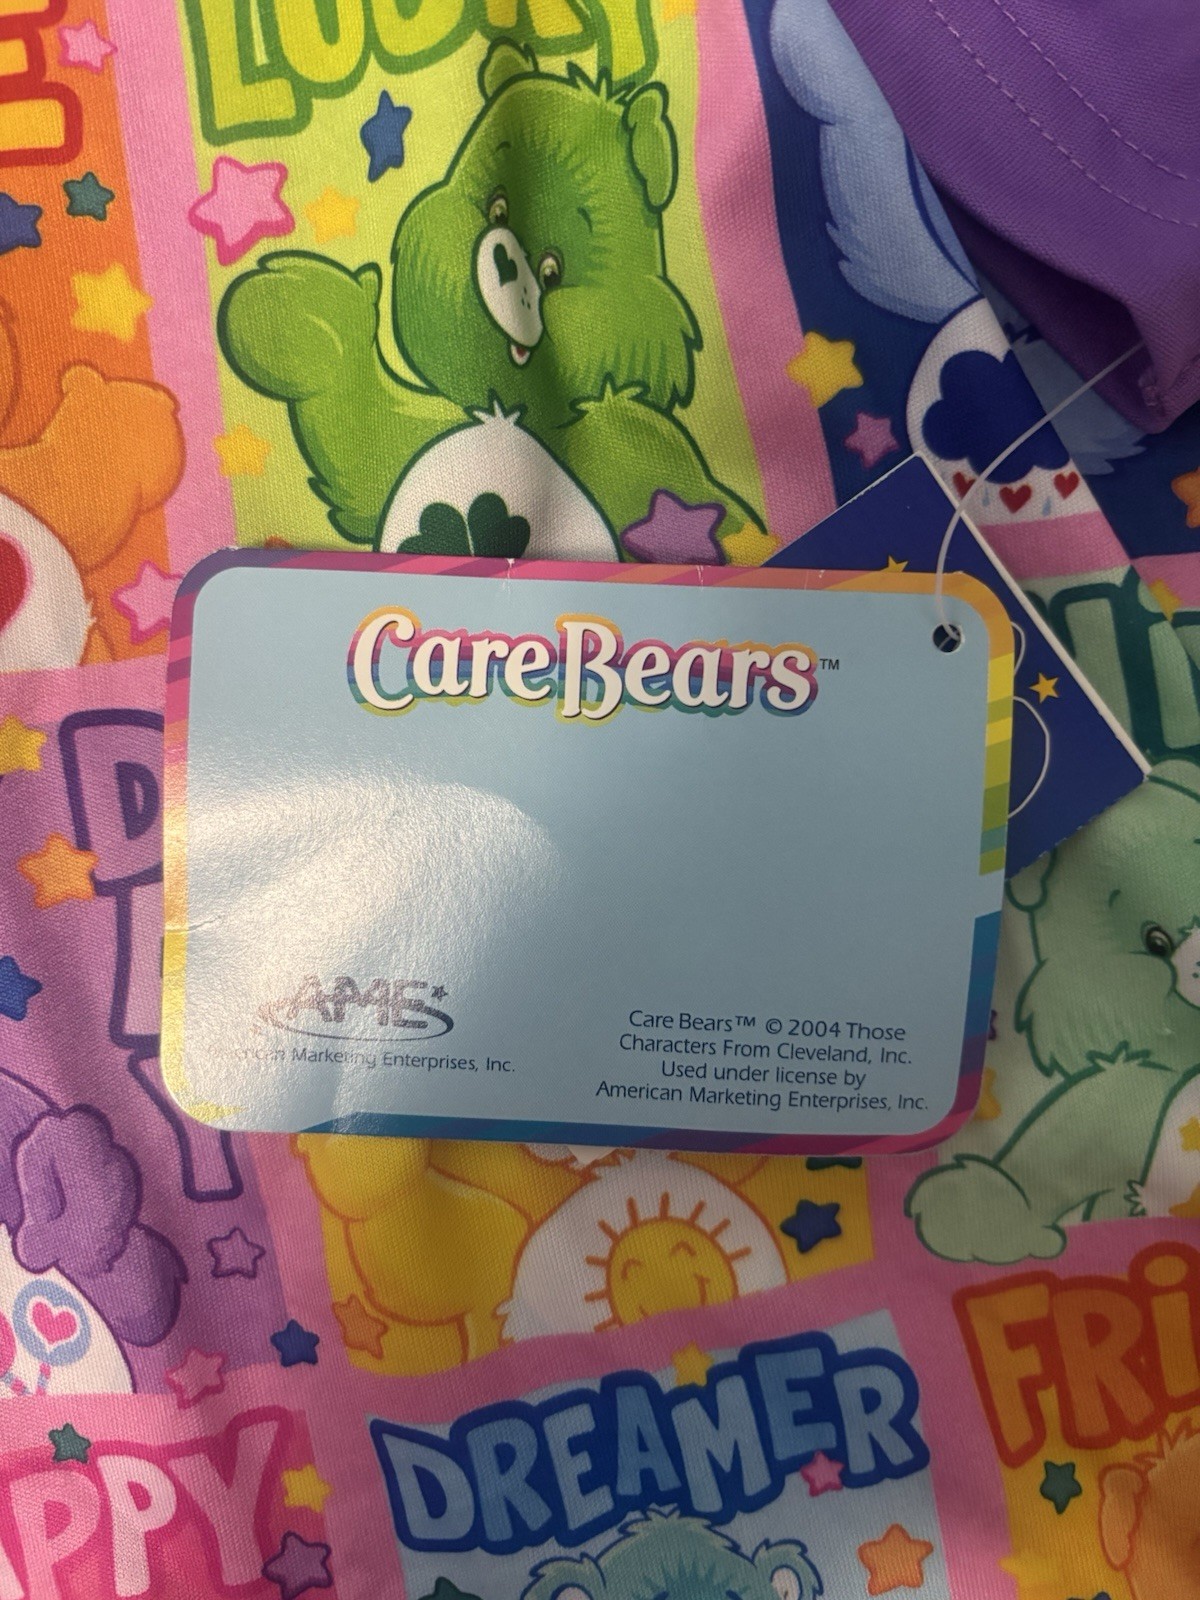 LUCKY
Care Bears™
AME
American Marketing Enterprises, Inc.
Care Bears™ © 2004 Those
Characters From Cleveland, Inc.
Used under license by
American Marketing Enterprises, Inc.
DREAMER
FRI
APPY